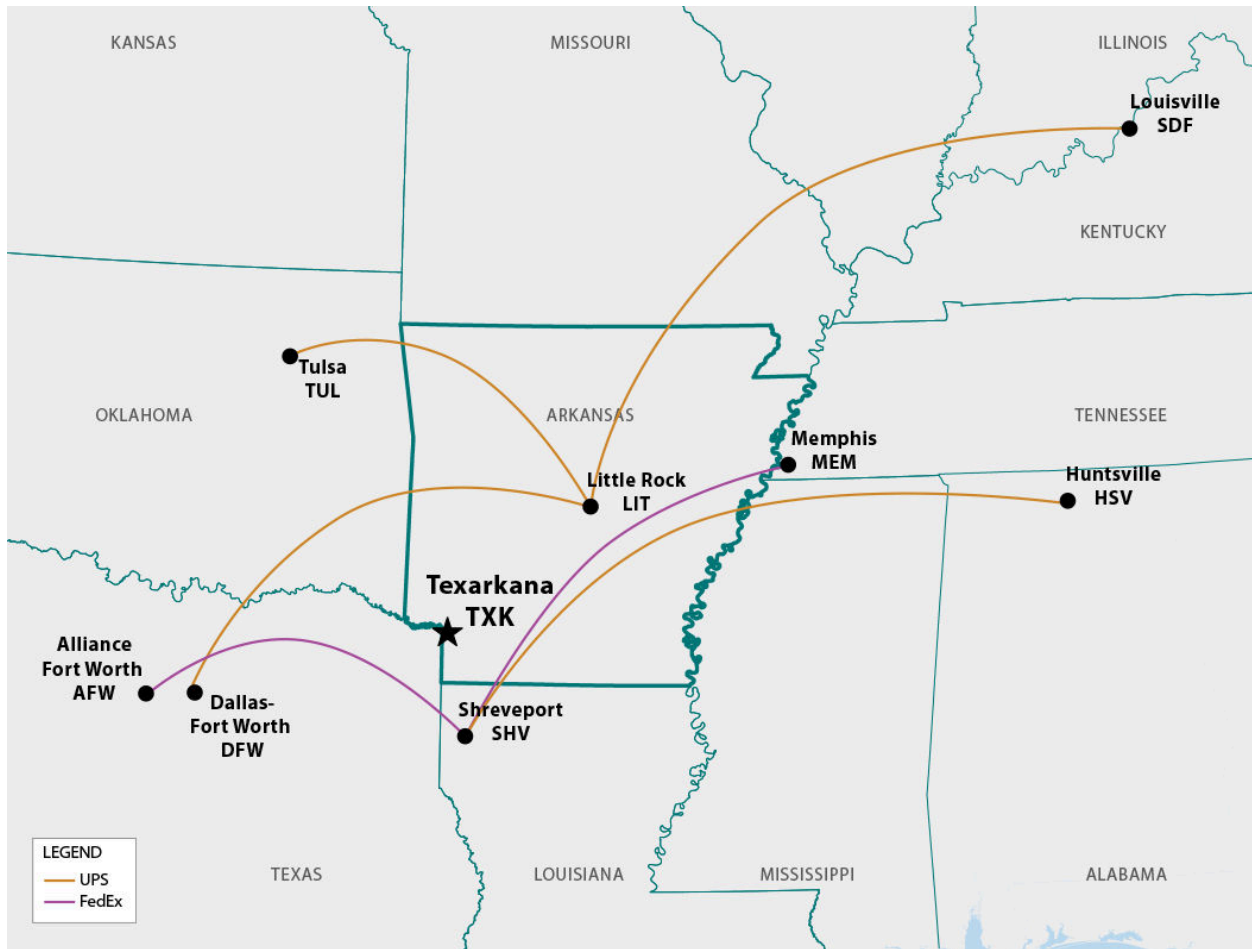 KANSAS
MISSOURI
ILLINOIS
Louisville
SDF
KENTUCKY
Tulsa
TUL
OKLAHOMA
ARKANSAS
TENNESSEE
Memphis
MEM
Little Rock
LIT
Huntsville
HSV
Texarkana
TXK
Alliance
Fort Worth
AFW
Dallas-
Fort Worth
DFW
Shreveport
SHV
LEGEND
UPS
FedEx
TEXAS
LOUISIANA
MISSISSIPPI
ALABAMA